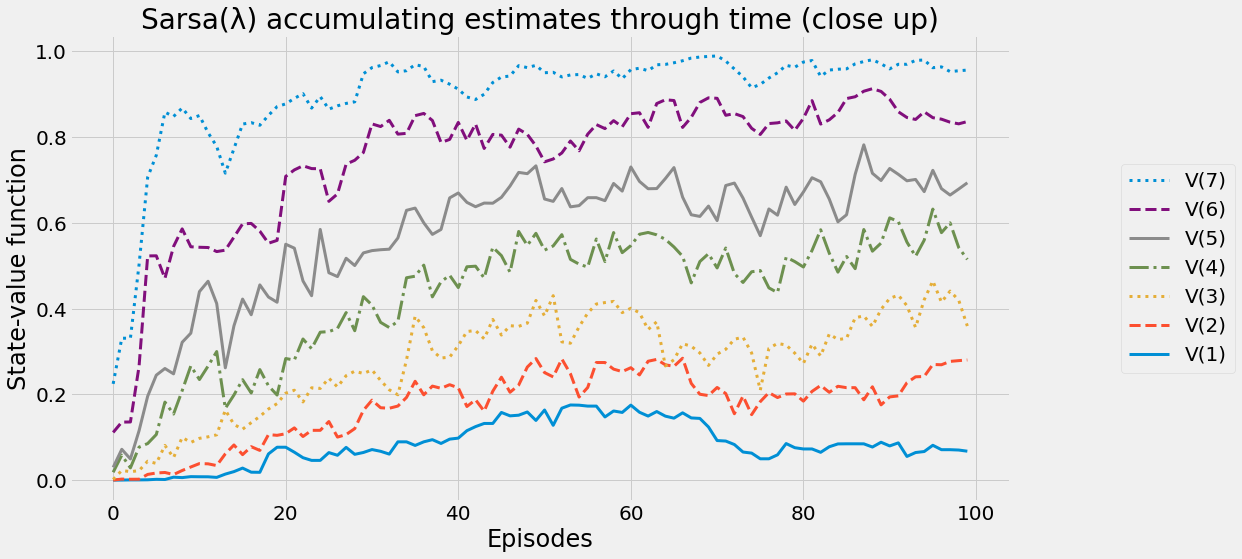 Sarsa(λ) accumulating estimates through time (close up)
State-value function
1.0
0.8
0.6
0.4
0.2
0.0
0 20 40 60 80 100
Episodes
V(7)
V(6)
V(5)
V(4)
V(3)
V(2)
V(1)